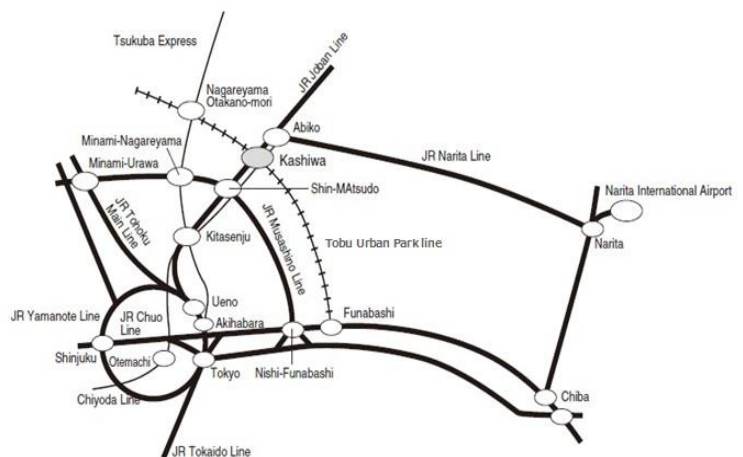 Tsukuba Express
JR Joban Line
Nagareyama
Otakano-mori
Abiko
Minami-Nagareyama
Kashiwa
JR Narita Line
Minami-Urawa
Shin-MAtsudo
Narita International Airport
JR Tohoku
Main Line
JR Musashino Line
Kitasenju
Tobu Urban Park line
Narita
Ueno
Funabashi
JR Yamanote Line
JR Chuo
Line
Akihabara
Shinjuku
Otemachi
Tokyo
Nishi-Funabashi
Chiyoda Line
Chiba
JR Tokaido Line